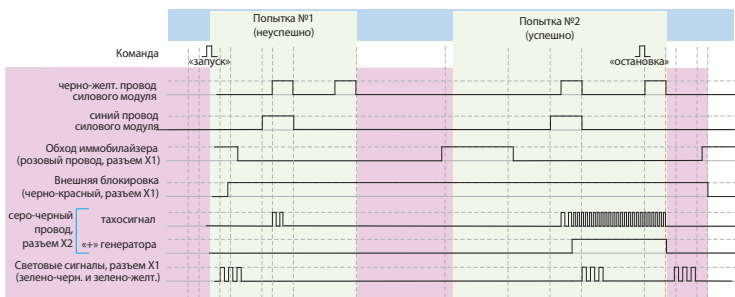 Попытка №1
(неуспешно)
Попытка №2
(успешно)
Команда
«запуск»
«остановка»
черно-желт. провод
силового модуля
синий провод
силового модуля
Обход иммобилайзера
(розовый провод, разъем X1)
Внешняя блокировка
(черно-красный, разъем X1)
серо-черный
провод,
разъем X2
тахосигнал
«+» генератора
Световые сигналы, разъем X1
(зелено-черн. и зелено-желт.)